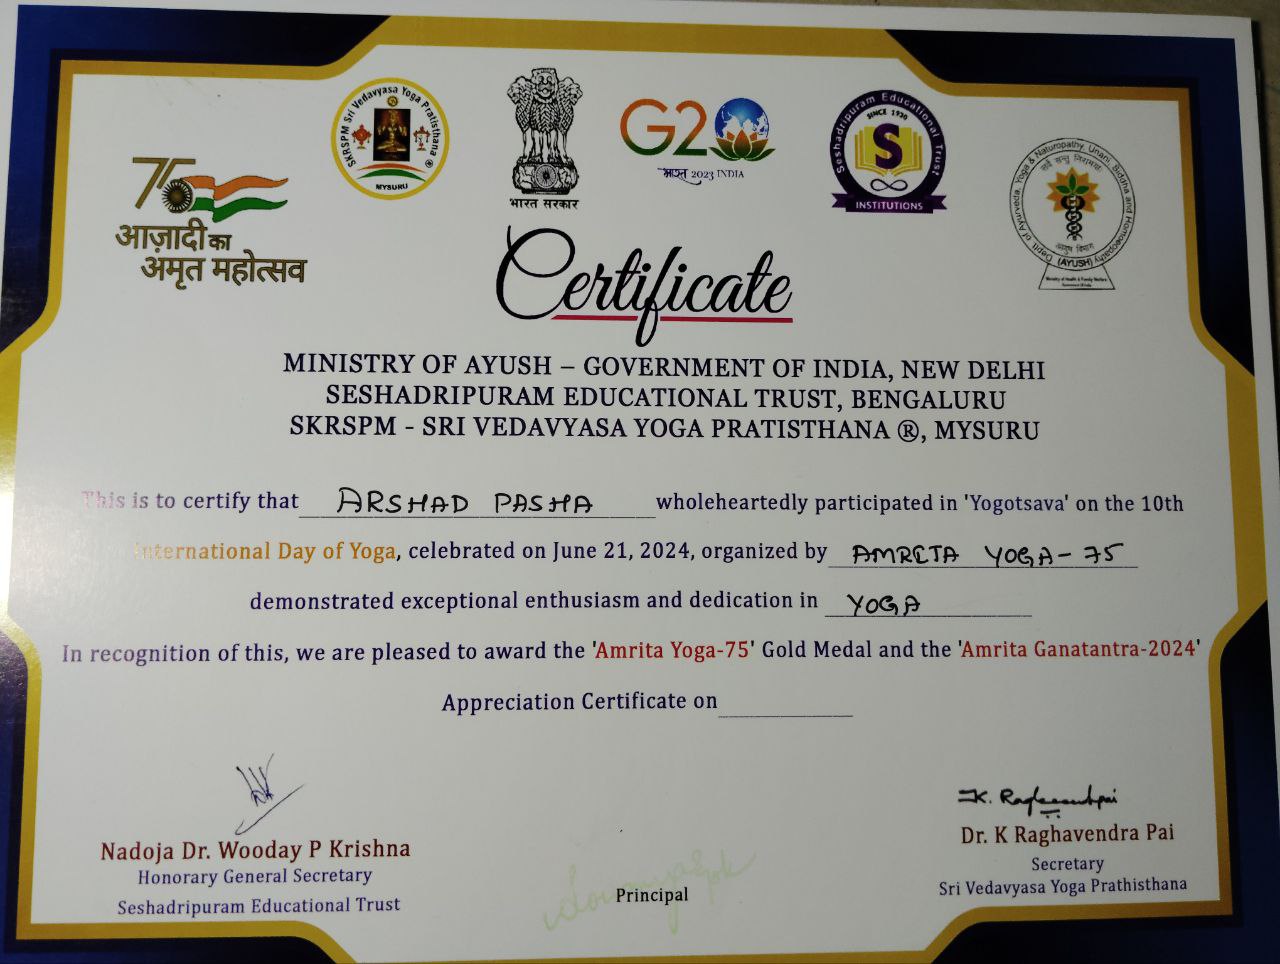 75
आज़ादी का
अमृत महोत्सव
SKRSPM Sri Vedavyasa Yoga Pratisthana ®
MYSURU
भारत सरकार
G20
भारत 2023 INDIA
Seshadripuram Educational Trust
SINCE 1930
S
INSTITUTIONS
Deptt. of Ayurveda, Yoga & Naturopathy, Unani, Siddha and Homoeopathy
(AYUSH)
आयुष विभाग
Ministry of Health & Family Welfare
Certificate
MINISTRY OF AYUSH – GOVERNMENT OF INDIA, NEW DELHI
SESHADRIPURAM EDUCATIONAL TRUST, BENGALURU
SKRSPM - SRI VEDAVYASA YOGA PRATISTHANA ®, MYSURU
This is to certify that ARSHAD PASHA wholeheartedly participated in 'Yogotsava' on the 10th
International Day of Yoga, celebrated on June 21, 2024, organized by AMRITA YOGA-75
demonstrated exceptional enthusiasm and dedication in YOGA
In recognition of this, we are pleased to award the 'Amrita Yoga-75' Gold Medal and the 'Amrita Ganatantra-2024'
Appreciation Certificate on
Nadoja Dr. Wooday P Krishna
Honorary General Secretary
Seshadripuram Educational Trust
Principal
K. Raghavendra Pai
Dr. K Raghavendra Pai
Secretary
Sri Vedavyasa Yoga Prathisthana